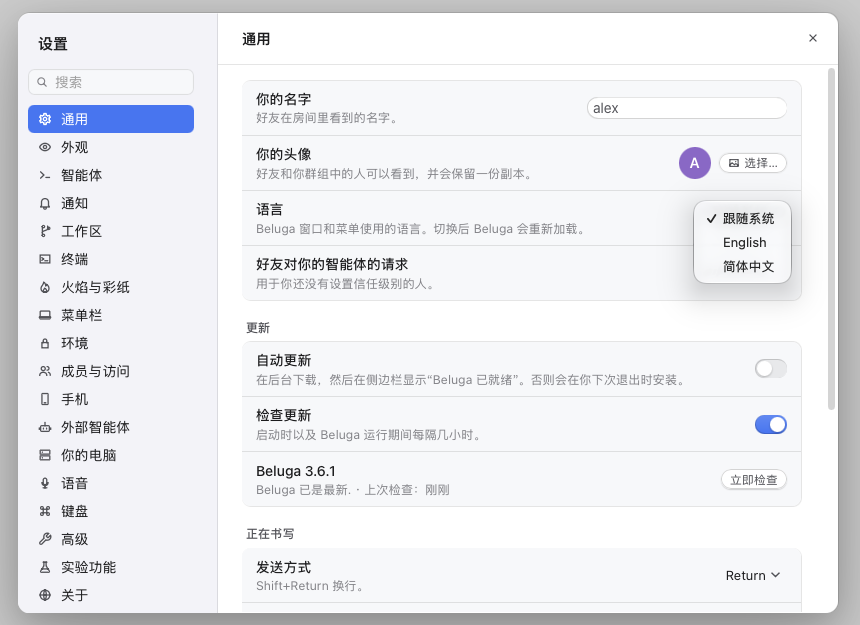 设置
搜索
通用
外观
智能体
通知
工作区
终端
火焰与彩纸
菜单栏
环境
成员与访问
手机
外部智能体
你的电脑
语音
键盘
高级
实验功能
关于
通用
你的名字
好友在房间里看到的名字。
alex
你的头像
好友和你群组中的人可以看到，并会保留一份副本。
A
选择...
语言
Beluga 窗口和菜单使用的语言。切换后 Beluga 会重新加载。
跟随系统
English
简体中文
好友对你的智能体的请求
用于你还没有设置信任级别的人。
更新
自动更新
在后台下载，然后在侧边栏显示“Beluga 已就绪”。否则会在你下次退出时安装。
检查更新
启动时以及 Beluga 运行期间每隔几小时。
Beluga 3.6.1
Beluga 已是最新. · 上次检查：刚刚
立即检查
正在书写
发送方式
Shift+Return 换行。
Return